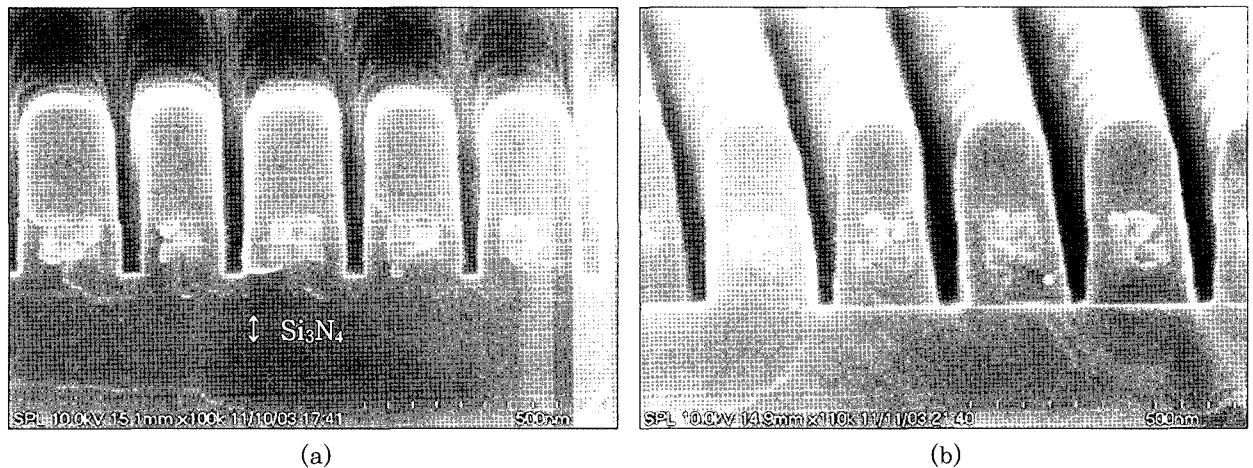 Si₃N₄
SPL 10.0kV 15.1mm x100k 11/10/03 17:41 500nm
SPL 10.0kV 14.9mm x110k 11/11/03 21:40 500nm
(a)
(b)